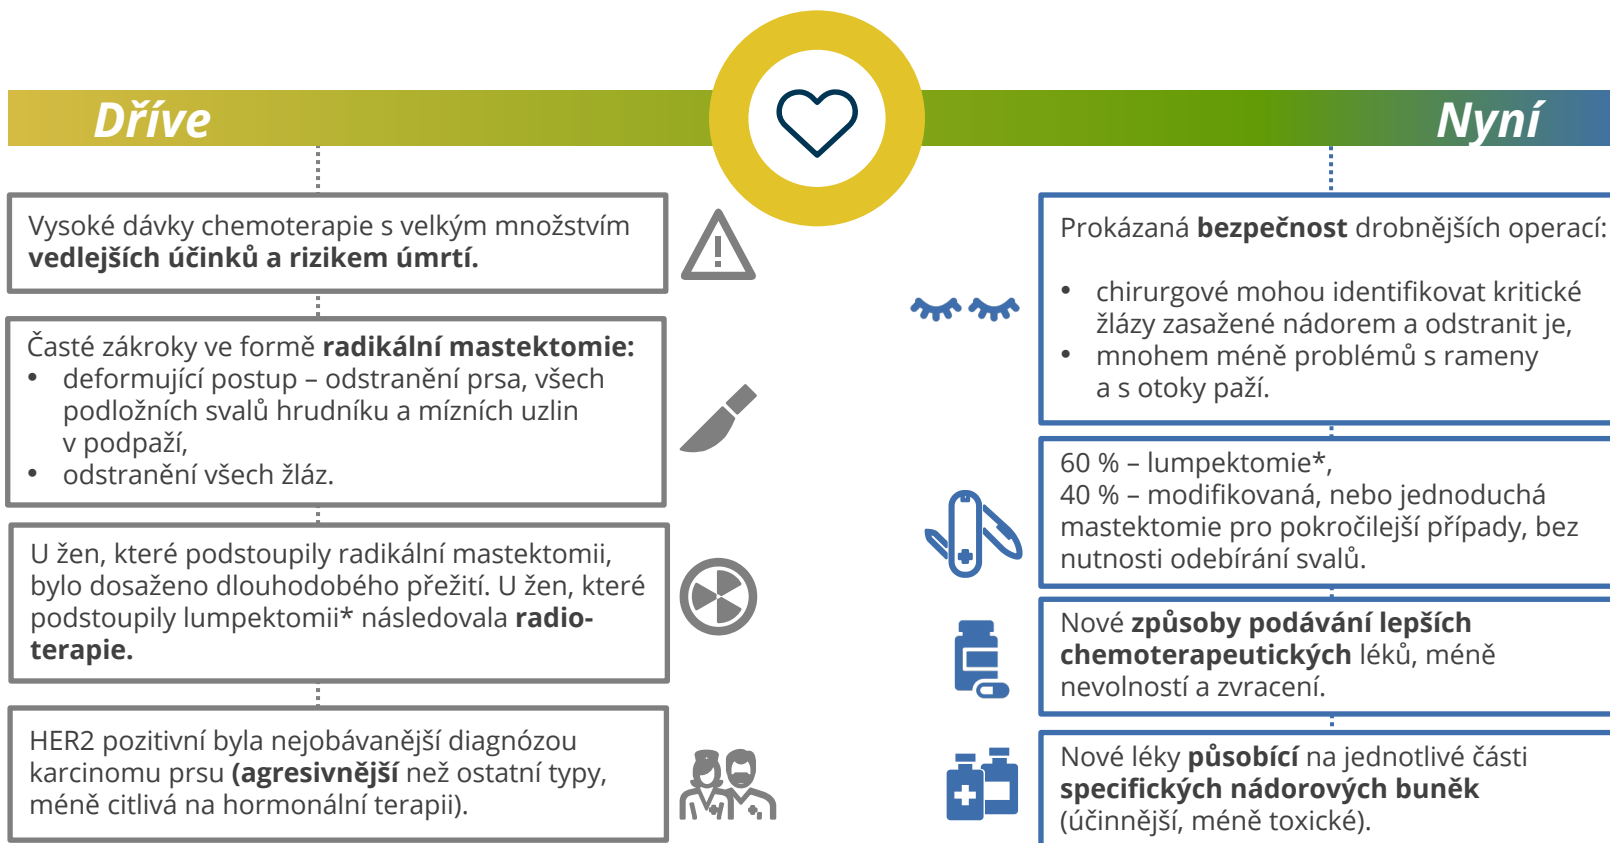 Dříve
Nyní
Vysoké dávky chemoterapie s velkým množstvím
vedlejších účinků a rizikem úmrtí.
Časté zákroky ve formě radikální mastektomie:
• deformující postup – odstranění prsa, všech
podložních svalů hrudníku a mízních uzlin
v podpaží,
• odstranění všech žláz.
U žen, které podstoupily radikální mastektomii,
bylo dosaženo dlouhodobého přežití. U žen, které
podstoupily lumpektomii* následovala radio-
terapie.
HER2 pozitivní byla nejobávanější diagnózou
karcinomu prsu (agresivnější než ostatní typy,
méně citlivá na hormonální terapii).
Prokázaná bezpečnost drobnějších operací:
• chirurgové mohou identifikovat kritické
žlázy zasažené nádorem a odstranit je,
• mnohem méně problémů s rameny
a s otoky paží.
60 % – lumpektomie*,
40 % – modifikovaná, nebo jednoduchá
mastektomie pro pokročilejší případy, bez
nutnosti odebírání svalů.
Nové způsoby podávání lepších
chemoterapeutických léků, méně
nevolností a zvracení.
Nové léky působící na jednotlivé části
specifických nádorových buněk
(účinnější, méně toxické).